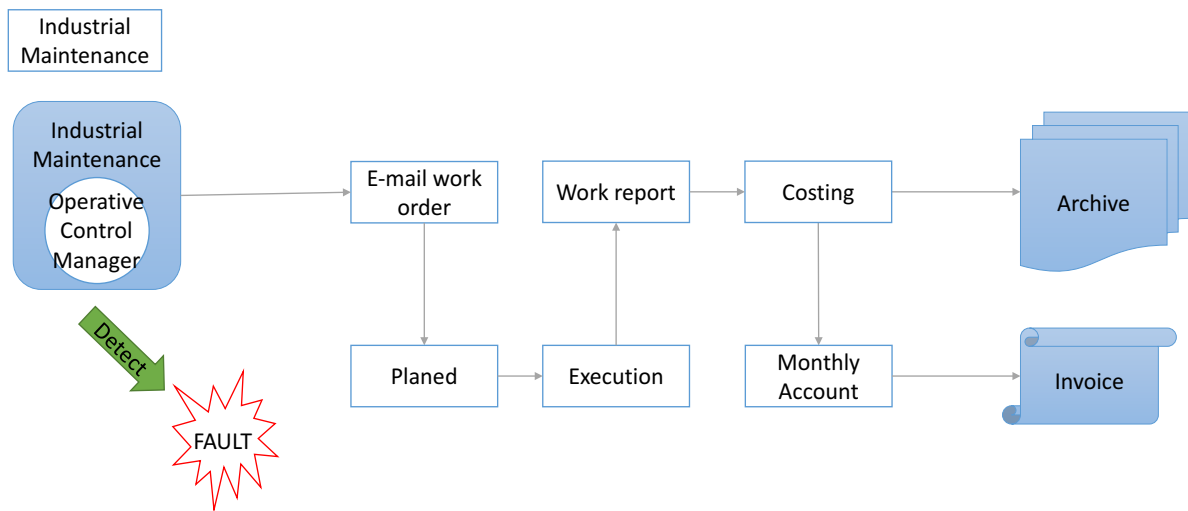 Industrial
Maintenance
Industrial
Maintenance
Operative
Control
Manager
Detect
FAULT
E-mail work
order
Planed
Execution
Work report
Costing
Monthly
Account
Archive
Invoice